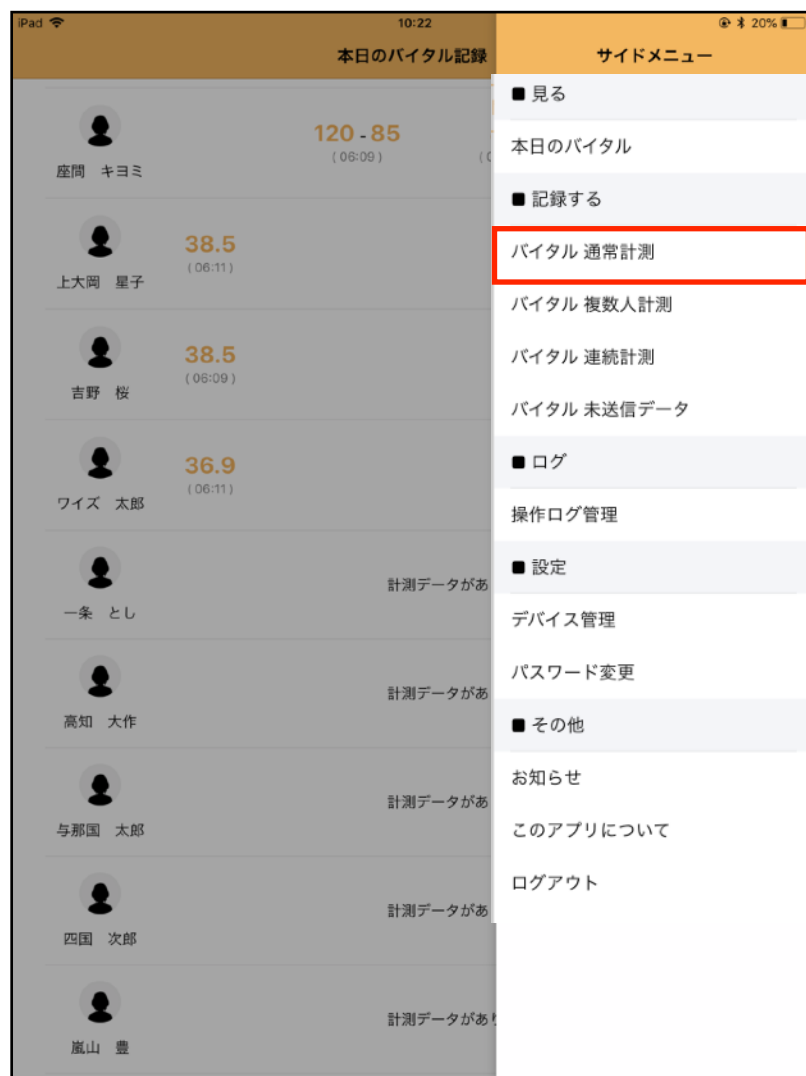 iPad 10:22 20%
本日のバイタル記録 サイドメニュー
■ 見る
本日のバイタル
■ 記録する
バイタル 通常計測
バイタル 複数人計測
バイタル 連続計測
バイタル 未送信データ
■ ログ
操作ログ管理
■ 設定
デバイス管理
パスワード変更
■ その他
お知らせ
このアプリについて
ログアウト
120 - 85
( 06:09 )
座間 キヨミ
38.5
( 06:11 )
上大岡 星子
38.5
( 06:09 )
吉野 桜
36.9
( 06:11 )
ワイズ 太郎
計測データがあ
一条 とし
計測データがあ
高知 大作
計測データがあ
与那国 太郎
計測データがあ
四国 次郎
計測データがあ
嵐山 豊